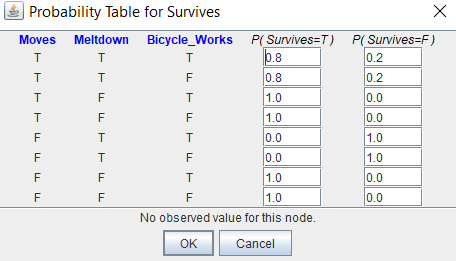 Probability Table for Survives
Moves Meltdown Bicycle_Works P( Survives=T ) P( Survives=F )
T T T 0.8 0.2
T T F 0.8 0.2
T F T 1.0 0.0
T F F 1.0 0.0
F T T 0.0 1.0
F T F 0.0 1.0
F F T 1.0 0.0
F F F 1.0 0.0
No observed value for this node.
OK Cancel